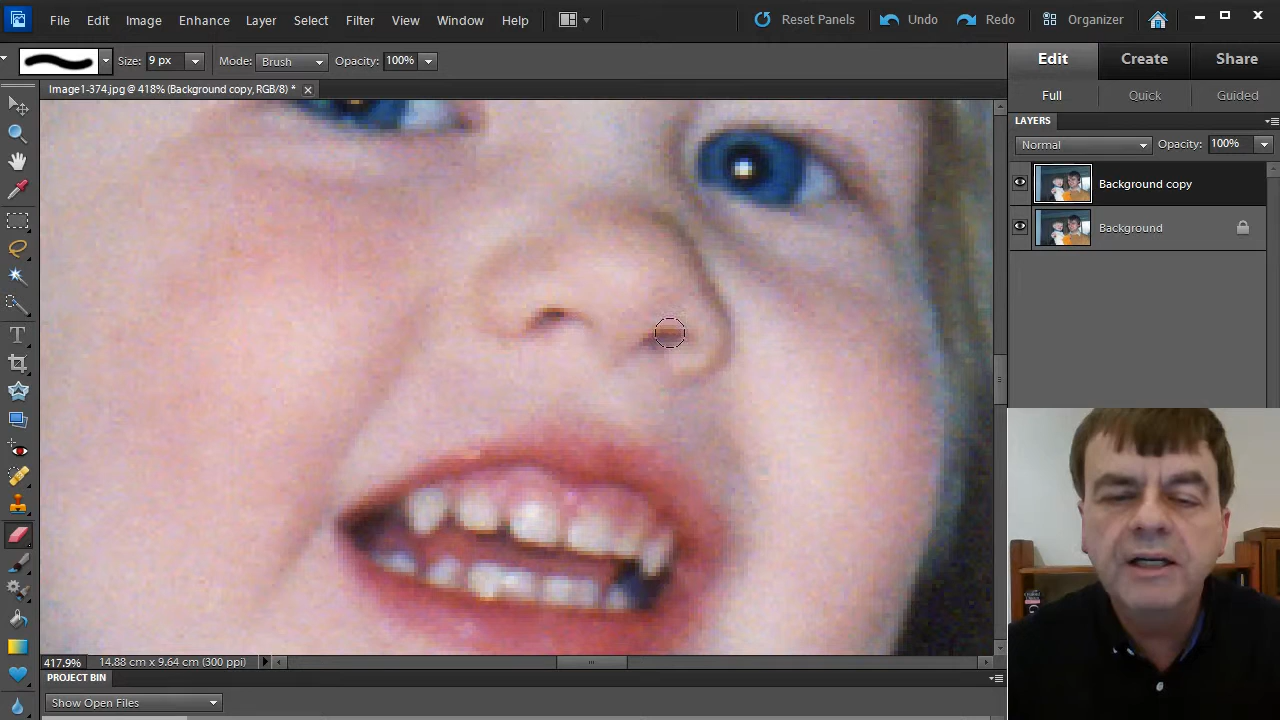 File Edit Image Enhance Layer Select Filter View Window Help Reset Panels Undo Redo Organizer
Size: 9 px Mode: Brush Opacity: 100%
Edit Create Share
Image1-374.jpg @ 418% (Background copy, RGB/8) *
Full Quick Guided
LAYERS
Normal Opacity: 100%
Background copy
Background
T
417.9% 14.88 cm x 9.64 cm (300 ppi)
PROJECT BIN
Show Open Files